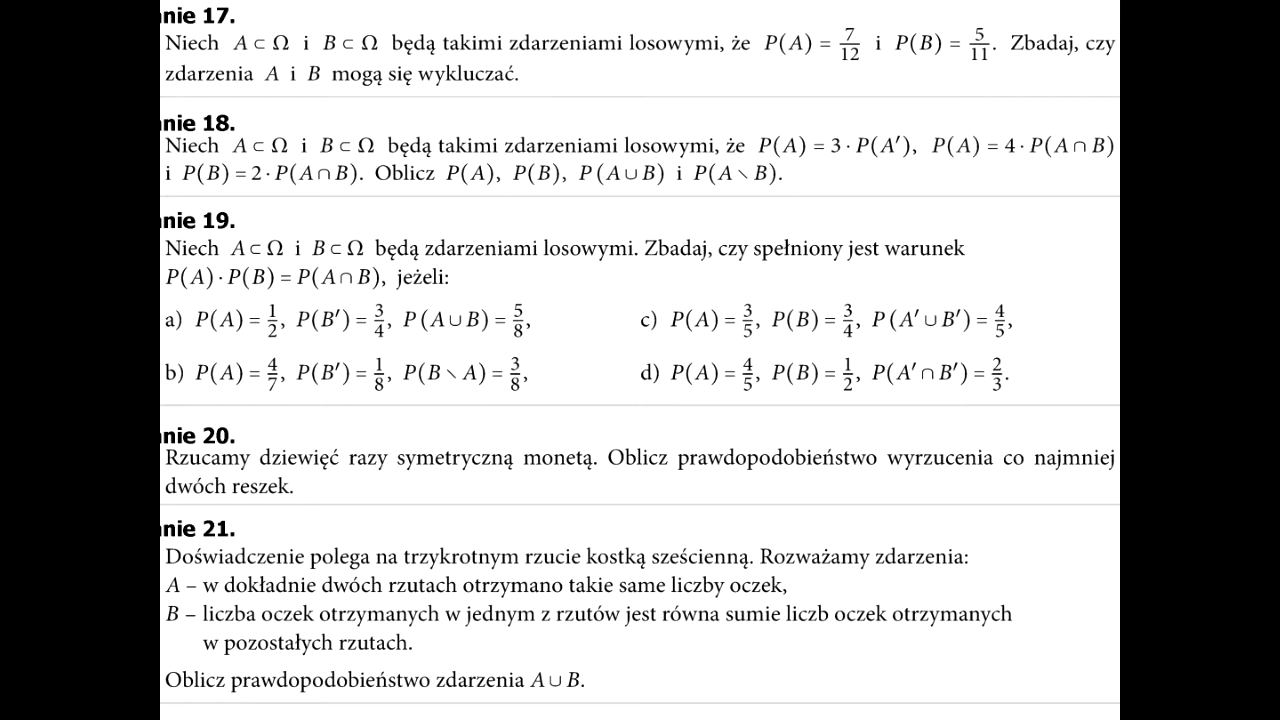 nie 17.
Niech A ⊂ Ω i B ⊂ Ω będą takimi zdarzeniami losowymi, że P(A) = 7/12 i P(B) = 5/11. Zbadaj, czy
zdarzenia A i B mogą się wykluczać.
nie 18.
Niech A ⊂ Ω i B ⊂ Ω będą takimi zdarzeniami losowymi, że P(A) = 3 · P(A′), P(A) = 4 · P(A ∩ B)
i P(B) = 2 · P(A ∩ B). Oblicz P(A), P(B), P(A ∪ B) i P(A ∖ B).
nie 19.
Niech A ⊂ Ω i B ⊂ Ω będą zdarzeniami losowymi. Zbadaj, czy spełniony jest warunek
P(A) · P(B) = P(A ∩ B), jeżeli:
a) P(A) = 1/2, P(B′) = 3/4, P(A ∪ B) = 5/8,
c) P(A) = 3/5, P(B) = 3/4, P(A′ ∪ B′) = 4/5,
b) P(A) = 4/7, P(B′) = 1/8, P(B ∖ A) = 3/8,
d) P(A) = 4/5, P(B) = 1/2, P(A′ ∩ B′) = 2/3.
nie 20.
Rzucamy dziewięć razy symetryczną monetą. Oblicz prawdopodobieństwo wyrzucenia co najmniej
dwóch reszek.
nie 21.
Doświadczenie polega na trzykrotnym rzucie kostką sześcienną. Rozważamy zdarzenia:
A – w dokładnie dwóch rzutach otrzymano takie same liczby oczek,
B – liczba oczek otrzymanych w jednym z rzutów jest równa sumie liczb oczek otrzymanych
w pozostałych rzutach.
Oblicz prawdopodobieństwo zdarzenia A ∪ B.